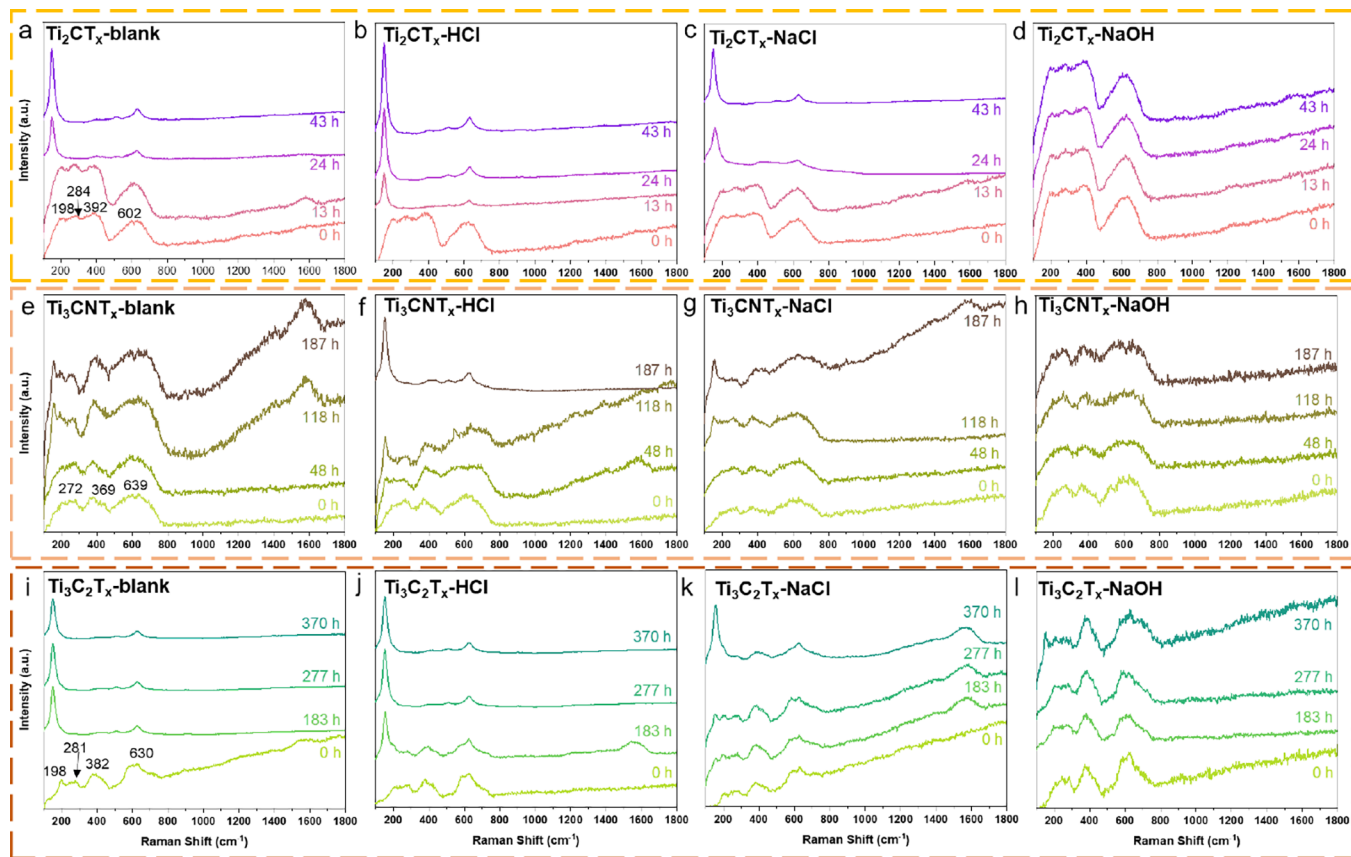 a
Ti₂CTₓ-blank
Intensity (a.u.)
43 h
24 h
284
198
392
602
13 h
0 h
200 400 600 800 1000 1200 1400 1600 1800
b
Ti₂CTₓ-HCl
43 h
24 h
13 h
0 h
200 400 600 800 1000 1200 1400 1600 1800
c
Ti₂CTₓ-NaCl
43 h
24 h
13 h
0 h
200 400 600 800 1000 1200 1400 1600 1800
d
Ti₂CTₓ-NaOH
43 h
24 h
13 h
0 h
200 400 600 800 1000 1200 1400 1600 1800
e
Ti₃CNTₓ-blank
Intensity (a.u.)
187 h
118 h
48 h
272
369
639
0 h
200 400 600 800 1000 1200 1400 1600 1800
f
Ti₃CNTₓ-HCl
187 h
118 h
48 h
0 h
200 400 600 800 1000 1200 1400 1600 1800
g
Ti₃CNTₓ-NaCl
187 h
118 h
48 h
0 h
200 400 600 800 1000 1200 1400 1600 1800
h
Ti₃CNTₓ-NaOH
187 h
118 h
48 h
0 h
200 400 600 800 1000 1200 1400 1600 1800
i
Ti₃C₂Tₓ-blank
Intensity (a.u.)
370 h
277 h
183 h
0 h
198
281
382
630
200 400 600 800 1000 1200 1400 1600 1800
Raman Shift (cm⁻¹)
j
Ti₃C₂Tₓ-HCl
370 h
277 h
183 h
0 h
200 400 600 800 1000 1200 1400 1600 1800
Raman Shift (cm⁻¹)
k
Ti₃C₂Tₓ-NaCl
370 h
277 h
183 h
0 h
200 400 600 800 1000 1200 1400 1600 1800
Raman Shift (cm⁻¹)
l
Ti₃C₂Tₓ-NaOH
370 h
277 h
183 h
0 h
200 400 600 800 1000 1200 1400 1600 1800
Raman Shift (cm⁻¹)